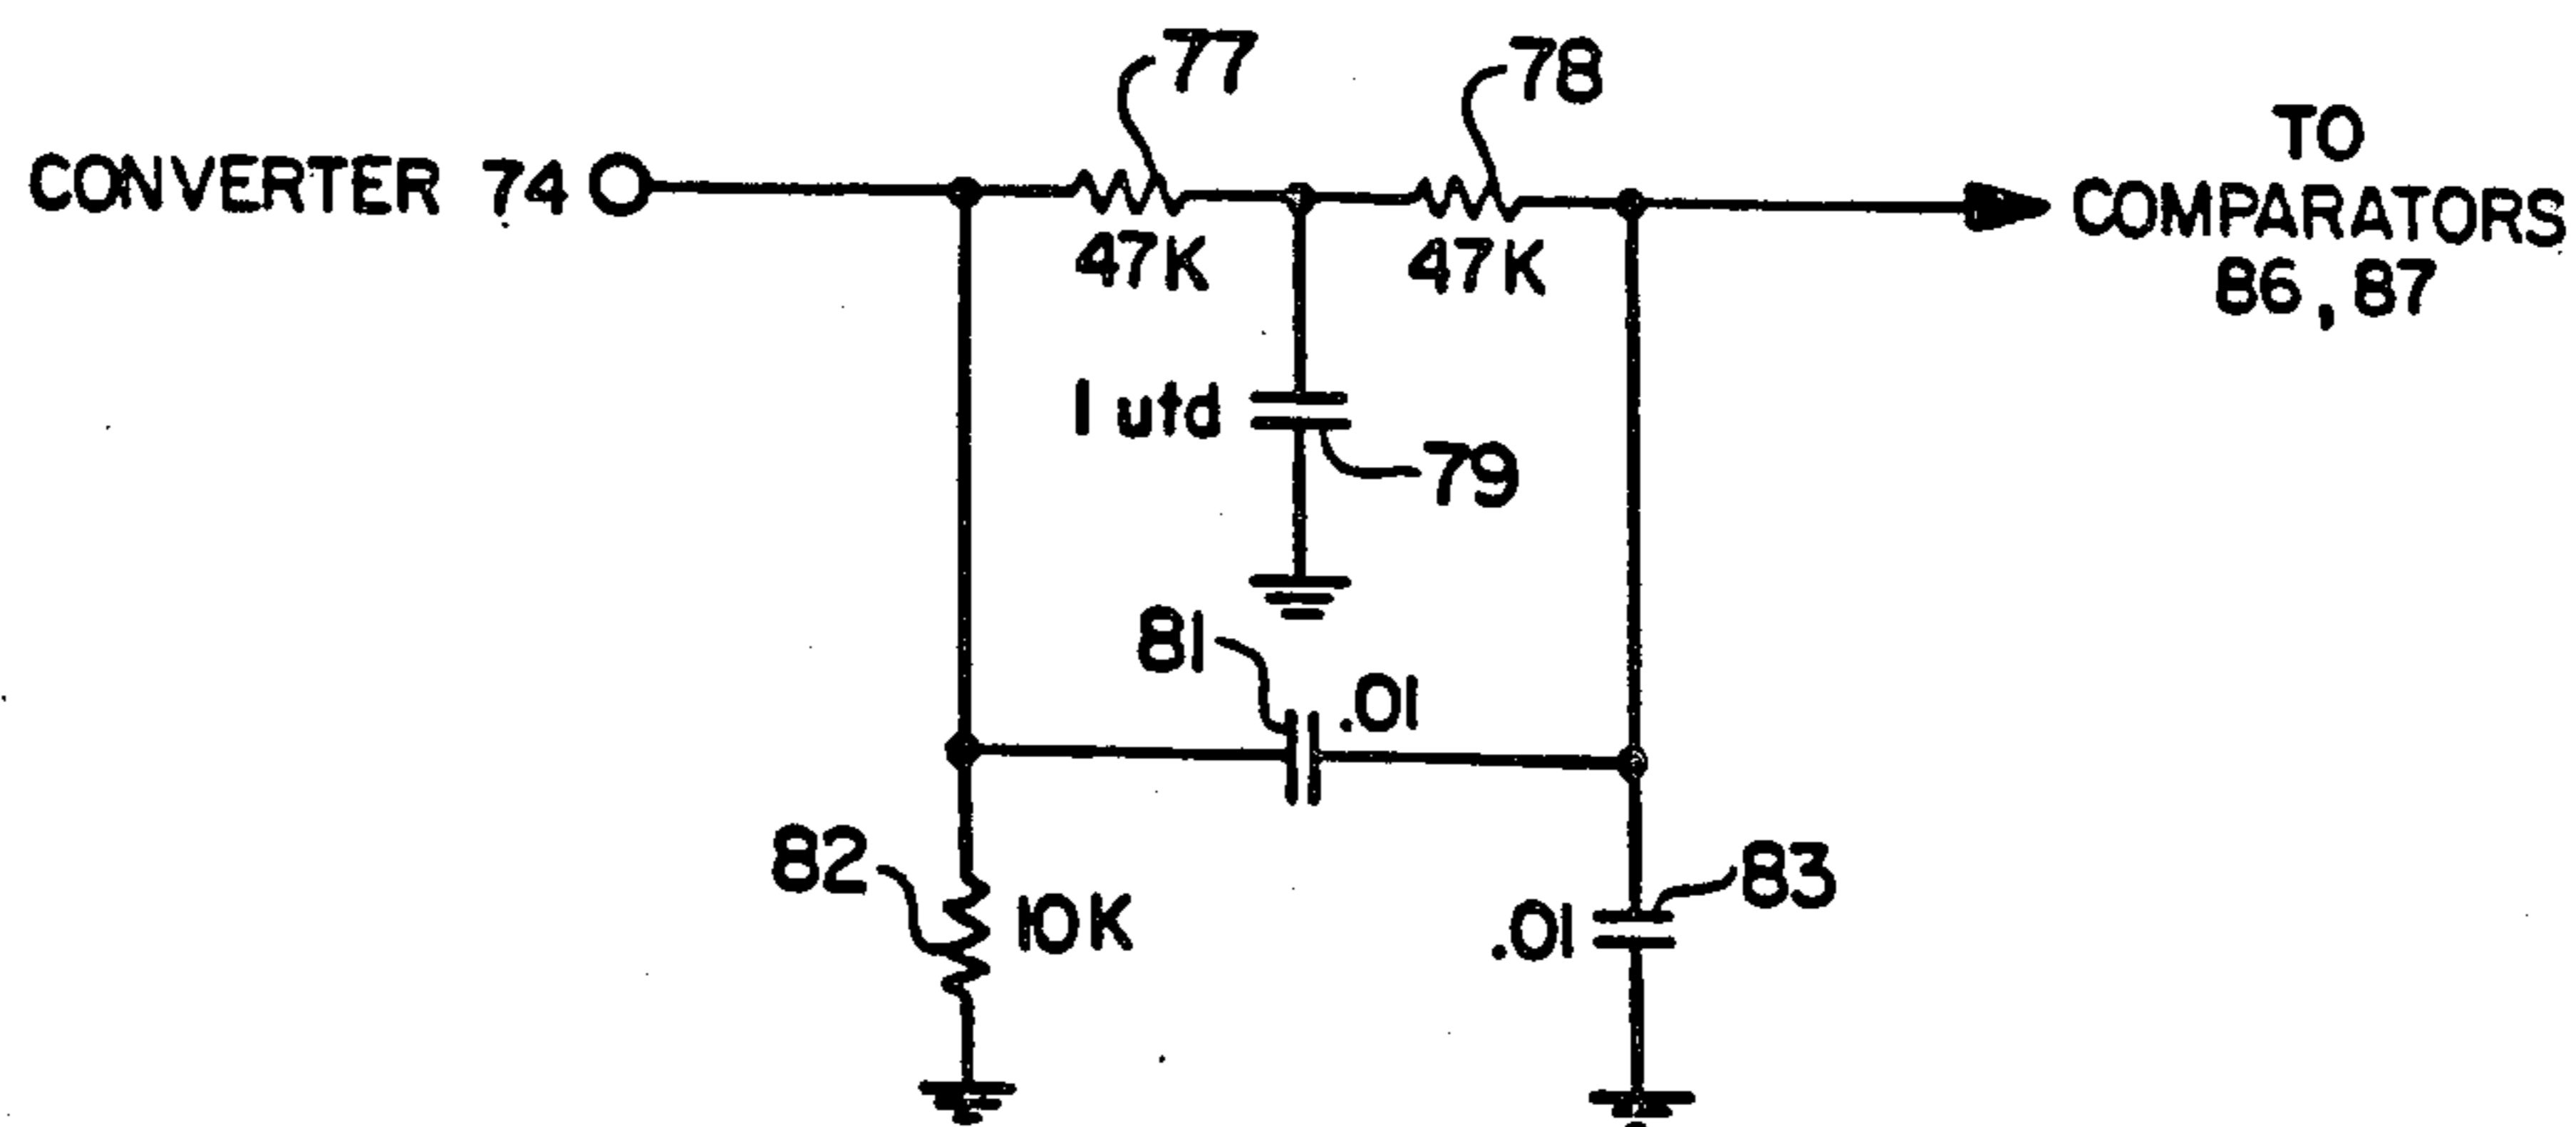 77
78
CONVERTER 74
TO
COMPARATORS
86, 87
47K
47K
1 utd
79
81
.01
82
10K
.01
83